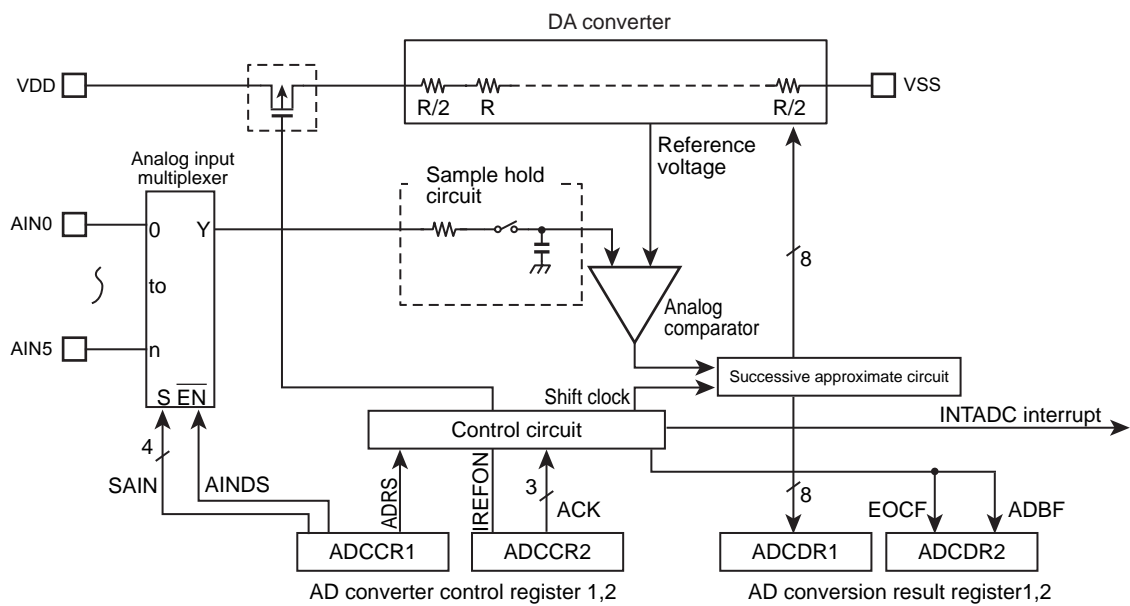 DA converter
VDD
R/2
R
R/2
VSS
Analog input
multiplexer
Reference
voltage
Sample hold
circuit
AIN0
0
Y
to
8
Analog
comparator
AIN5
n
S EN
Successive approximate circuit
Shift clock
INTADC interrupt
Control circuit
4
SAIN
AINDS
ADRS
IREFON
3
ACK
8
EOCF
ADBF
ADCCR1
ADCCR2
ADCDR1
ADCDR2
AD converter control register 1,2
AD conversion result register1,2